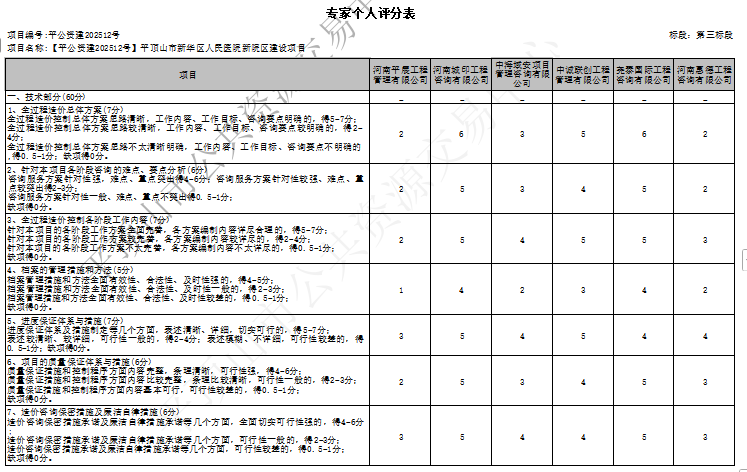 专家个人评分表
项目编号:平公资建202512号
标段: 第三标段
项目名称:【平公资建202512号】平顶山市新华区人民医院新院区建设项目
项目
河南平晟工程管理有限公司
河南城印工程咨询有限公司
中海域安项目管理咨询有限公司
中诚联创工程管理有限公司
尧泰国际工程咨询有限公司
河南惠德工程咨询有限公司
一、技术部分(60分) – – – – – –
1、全过程造价总体方案(7分)
全过程造价控制总体方案思路清晰,工作内容、工作目标、咨询要点明确的,得5-7分;
全过程造价控制总体方案思路较清晰,工作内容、工作目标、咨询要点较明确的,得2-
4分;
全过程造价控制总体方案思路不太清晰明确,工作内容、工作目标、咨询要点不明确的
,得0.5-1分;缺项得0分。
2 6 3 5 6 2
2、针对本项目各阶段咨询的难点、要点分析(6分)
咨询服务方案针对性强,难点、重点突出得4-6分;咨询服务方案针对性较强、难点、重
点较突出得2-3分;
咨询服务方案针对性一般、难点、重点不突出得0.5-1分;
缺项得0分。
2 5 3 4 5 2
3、全过程造价控制各阶段工作内容(7分)
针对本项目的各阶段工作方案全面完善,各方案编制内容详尽合理的,得5-7分;
针对本项目的各阶段工作方案较完善,各方案编制内容较详尽的,得2-4分;
针对本项目的各阶段工作方案不太完善,各方案编制内容不太详尽的,得0.5-1分;
缺项得0分。
2 5 4 5 5 3
4、档案的管理措施和方法(5分)
档案管理措施和方法全面有效性、合法性、及时性强的,得4-5分;
档案管理措施和方法全面有效性、合法性、及时性一般的,得2-3分;
档案管理措施和方法全面有效性、合法性、及时性较差的,得0.5-1分;
缺项得0分。
1 4 2 3 4 2
5、进度保证体系与措施(7分)
进度保证体系及措施制定等几个方面,表述清晰、详细,切实可行的,得5-7分;
表述较清晰、较详细,可行性一般的,得2-4分;表述模糊、不详细,可行性较差的,得
0.5-1分;缺项得0分。
3 5 4 5 4 4
6、项目的质量保证体系与措施(6分)
质量保证措施和控制程序方面内容完整,条理清晰,可行性强,得4-6分;
质量保证措施和控制程序方面内容比较完整,条理比较清晰,可行性一般的,得2-3分;
质量保证措施和控制程序方面内容基本可行,可行性较差的,得0.5-1分;
缺项得0分。
2 5 3 4 5 3
7、造价咨询保密措施及廉洁自律措施(6分)
造价咨询保密措施承诺及廉洁自律措施承诺等几个方面,全面切实可行性强的,得4-6分
;
造价咨询保密措施承诺及廉洁自律措施承诺等几个方面,可行性一般的,得2-3分;
造价咨询保密措施承诺及廉洁自律措施承诺等几个方面,可行性较差的,得0.5-1分;
缺项得0分。
3 5 4 4 5 3